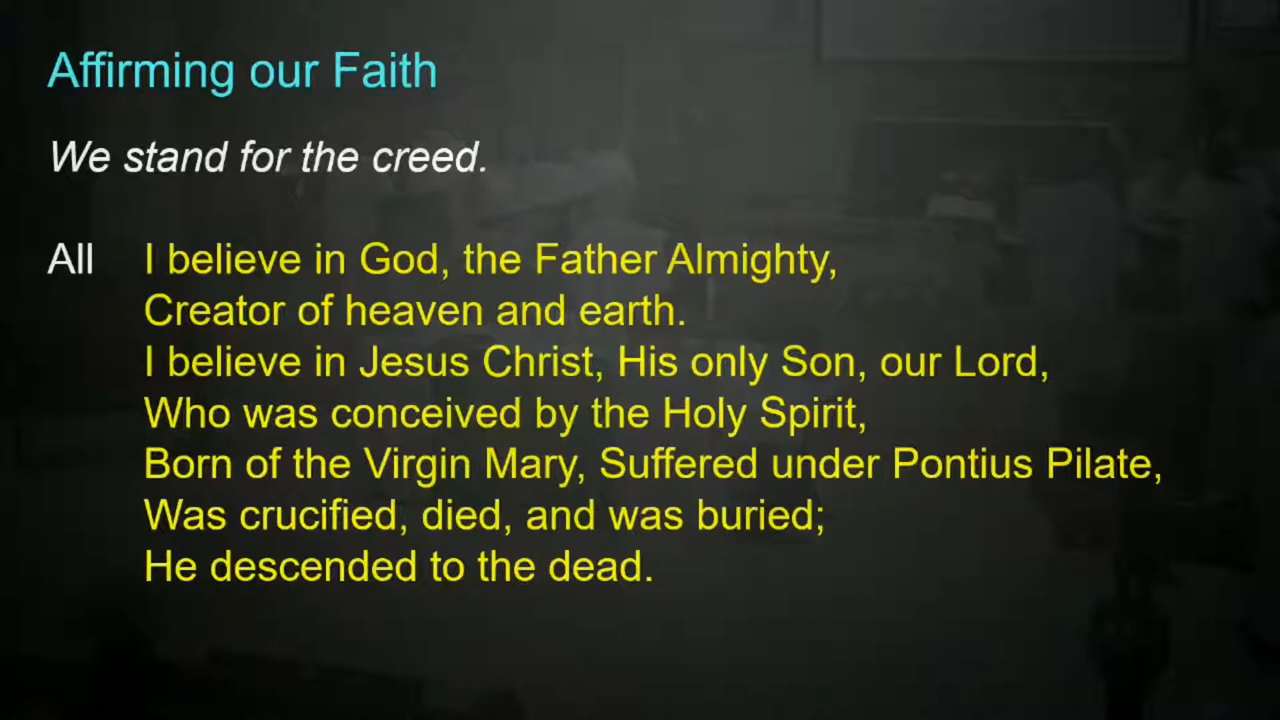 Affirming our Faith
We stand for the creed.
All I believe in God, the Father Almighty,
Creator of heaven and earth.
I believe in Jesus Christ, His only Son, our Lord,
Who was conceived by the Holy Spirit,
Born of the Virgin Mary, Suffered under Pontius Pilate,
Was crucified, died, and was buried;
He descended to the dead.